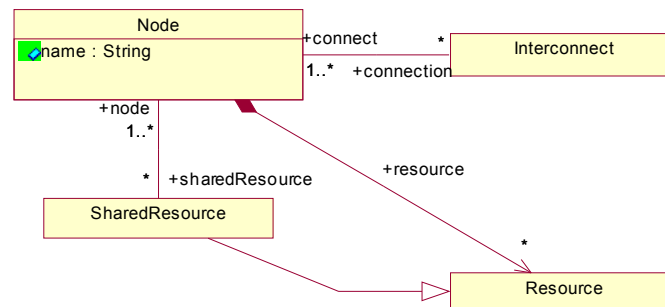 Node
name : String
+connect
*
Interconnect
1..*
+connection
+node
1..*
+resource
*
+sharedResource
SharedResource
*
Resource